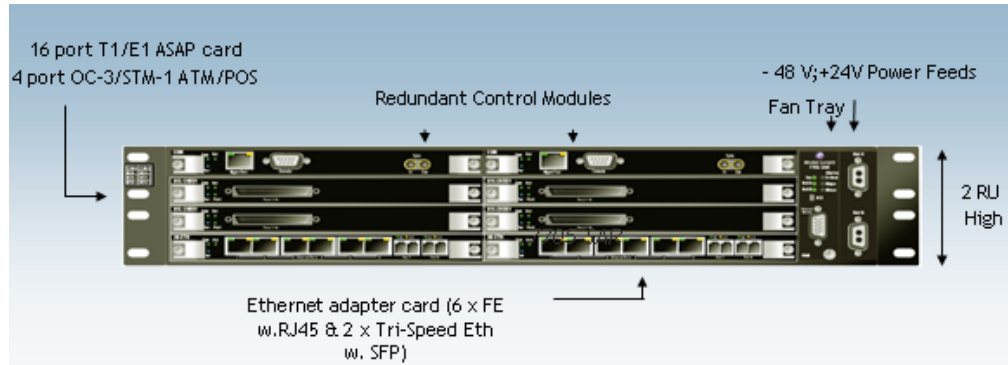 16 port T1/E1 ASAP card
4 port OC-3/STM-1 ATM/POS
Redundant Control Modules
- 48 V;+24V Power Feeds
Fan Tray
2 RU
High
Ethernet adapter card (6 x FE
w.RJ45 & 2 x Tri-Speed Eth
w. SFP)